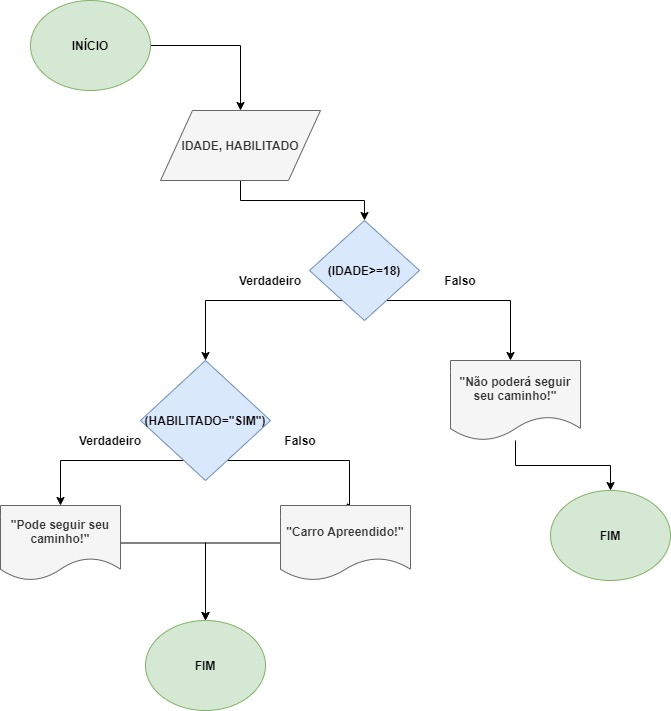 INÍCIO
IDADE, HABILITADO
(IDADE>=18)
Verdadeiro
Falso
(HABILITADO="SIM")
"Não poderá seguir
seu caminho!"
Verdadeiro
Falso
"Pode seguir seu
caminho!"
"Carro Apreendido!"
FIM
FIM